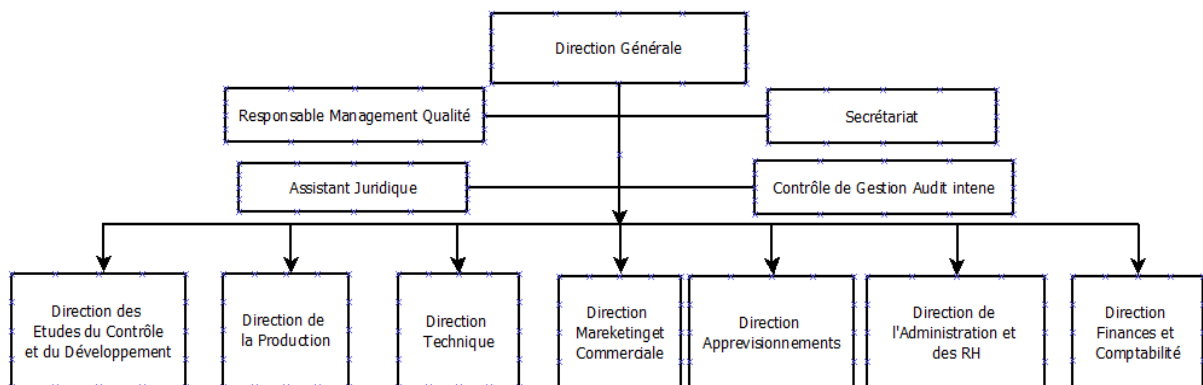 Direction Générale
Responsable Management Qualité
Secrétariat
Assistant Juridique
Contrôle de Gestion Audit intene
Direction des
Etudes du Contrôle
et du Développement
Direction de
la Production
Direction
Technique
Direction
Mareketing et
Commerciale
Direction
Apprevisionnements
Direction de
l'Administration et
des RH
Direction
Finances et
Comptabilité